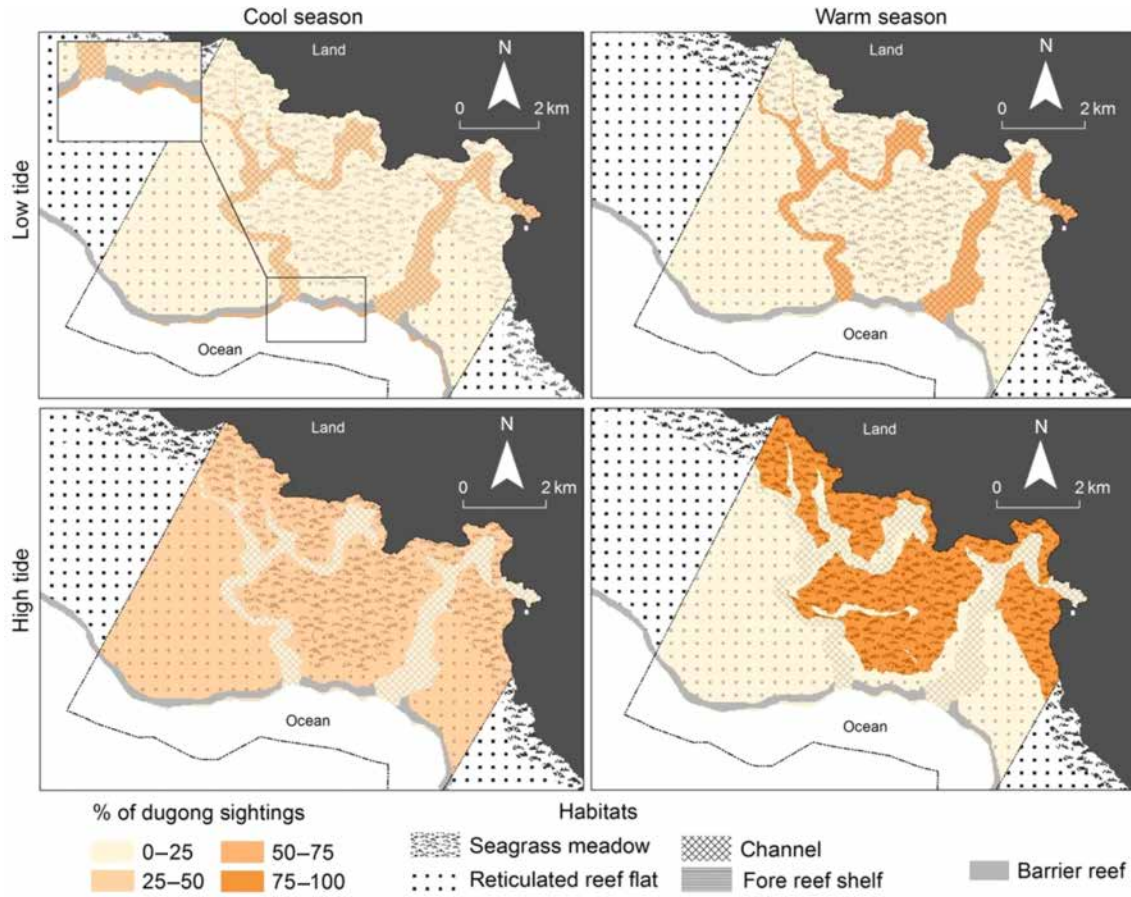 Cool season
Warm season
Low tide
Land
N
0 2 km
Ocean
Land
N
0 2 km
Ocean
High tide
Land
N
0 2 km
Ocean
Land
N
0 2 km
Ocean
% of dugong sightings
0–25
25–50
50–75
75–100
Habitats
Seagrass meadow
Reticulated reef flat
Channel
Fore reef shelf
Barrier reef